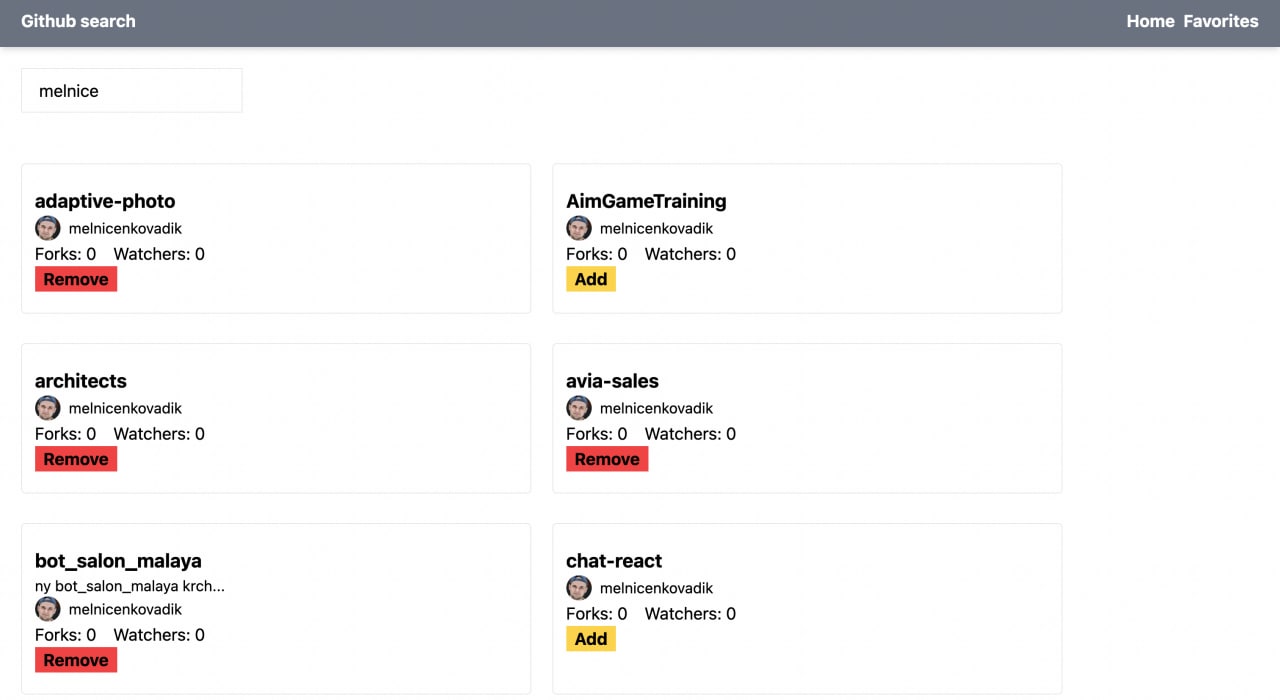 Github search
Home Favorites
melnice
adaptive-photo
melnicenkovadik
Forks: 0 Watchers: 0
Remove
AimGameTraining
melnicenkovadik
Forks: 0 Watchers: 0
Add
architects
melnicenkovadik
Forks: 0 Watchers: 0
Remove
avia-sales
melnicenkovadik
Forks: 0 Watchers: 0
Remove
bot_salon_malaya
ny bot_salon_malaya krch...
melnicenkovadik
Forks: 0 Watchers: 0
Remove
chat-react
melnicenkovadik
Forks: 0 Watchers: 0
Add